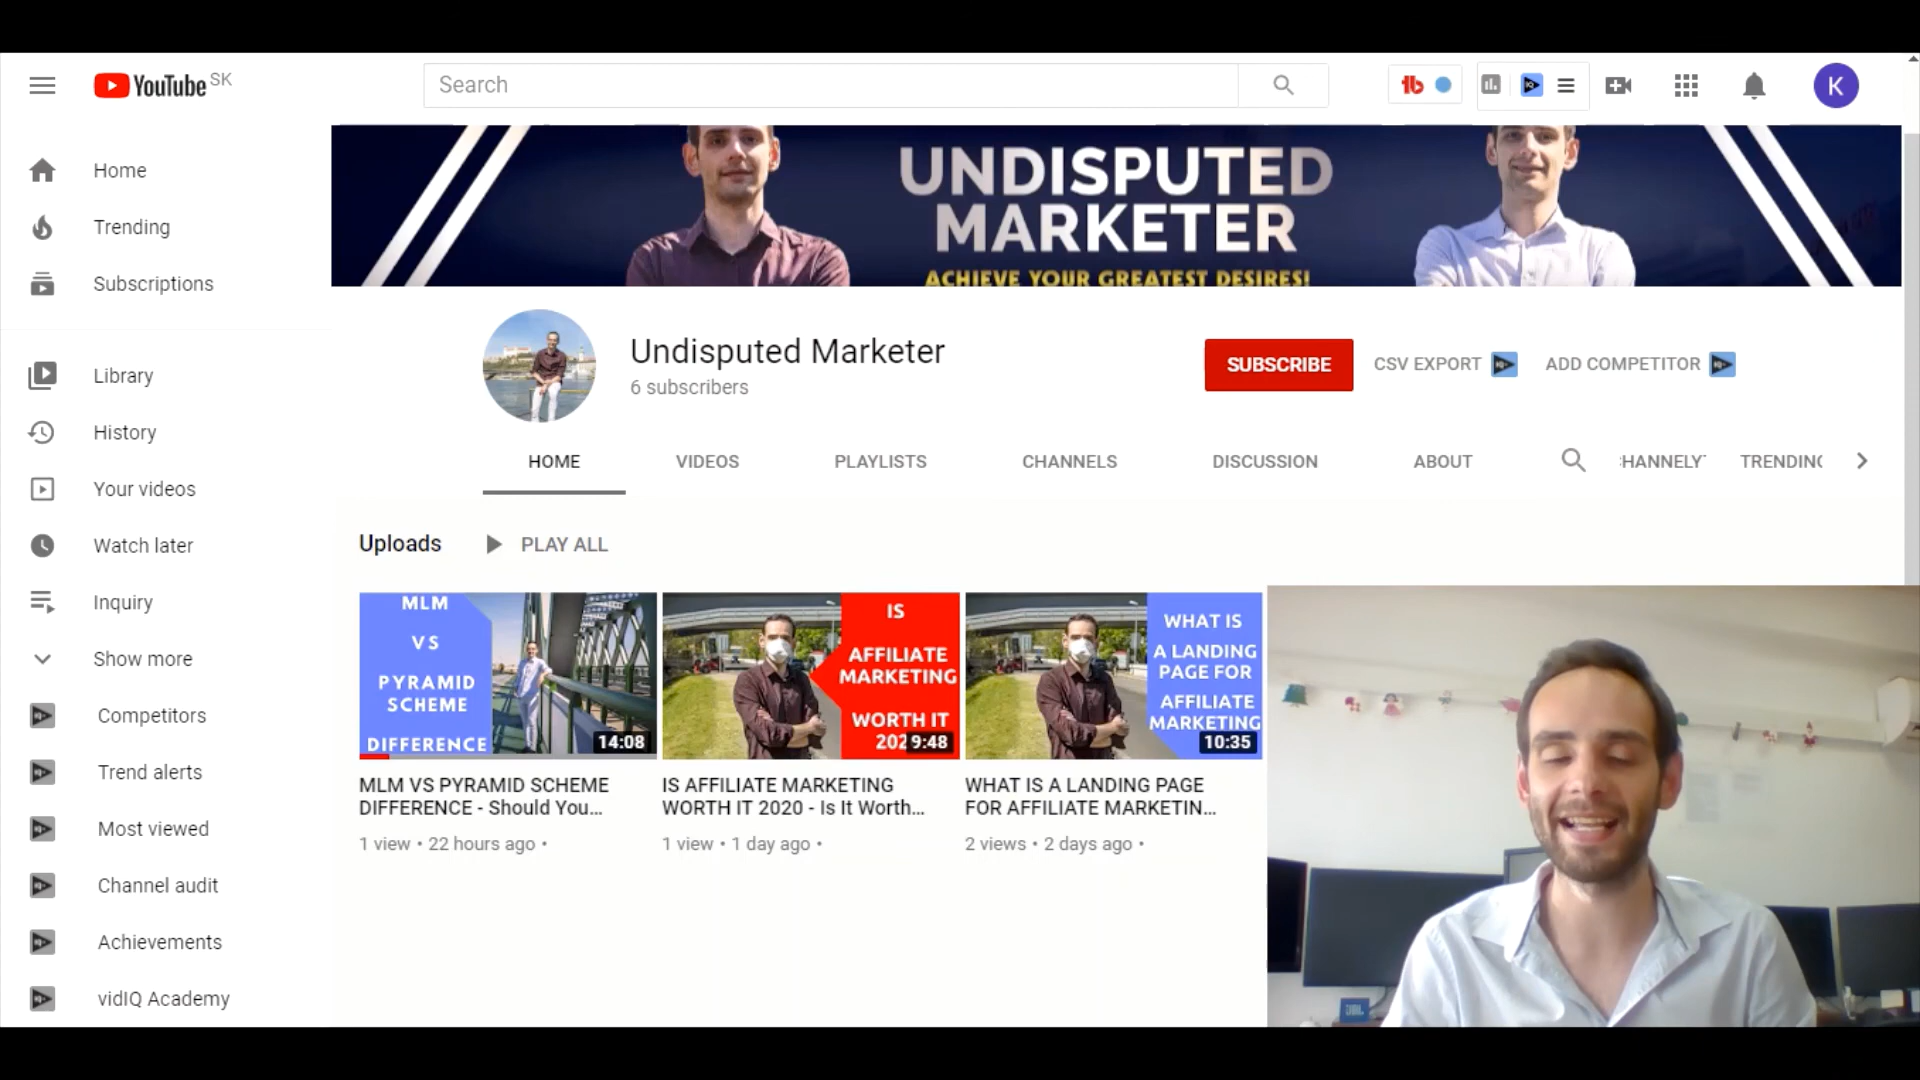 YouTube SK
Search
K
Home
Trending
Subscriptions
Library
History
Your videos
Watch later
Inquiry
Show more
Competitors
Trend alerts
Most viewed
Channel audit
Achievements
vidIQ Academy
UNDISPUTED
MARKETER
ACHIEVE YOUR GREATEST DESIRES!
Undisputed Marketer
6 subscribers
SUBSCRIBE
CSV EXPORT
ADD COMPETITOR
HOME VIDEOS PLAYLISTS CHANNELS DISCUSSION ABOUT HANNELY TRENDING
Uploads PLAY ALL
MLM
VS
PYRAMID
SCHEME
DIFFERENCE
14:08
MLM VS PYRAMID SCHEME
DIFFERENCE - Should You...
1 view • 22 hours ago •
IS
AFFILIATE
MARKETING
WORTH IT
202
9:48
IS AFFILIATE MARKETING
WORTH IT 2020 - Is It Worth...
1 view • 1 day ago •
WHAT IS
A LANDING
PAGE FOR
AFFILIATE
MARKETING
10:35
WHAT IS A LANDING PAGE
FOR AFFILIATE MARKETIN...
2 views • 2 days ago •
JBL